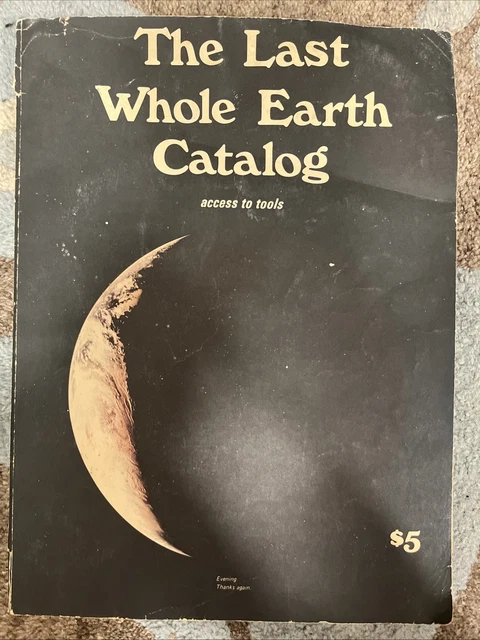 The Last
Whole Earth
Catalog
access to tools
$5
Evening.
Thanks again.